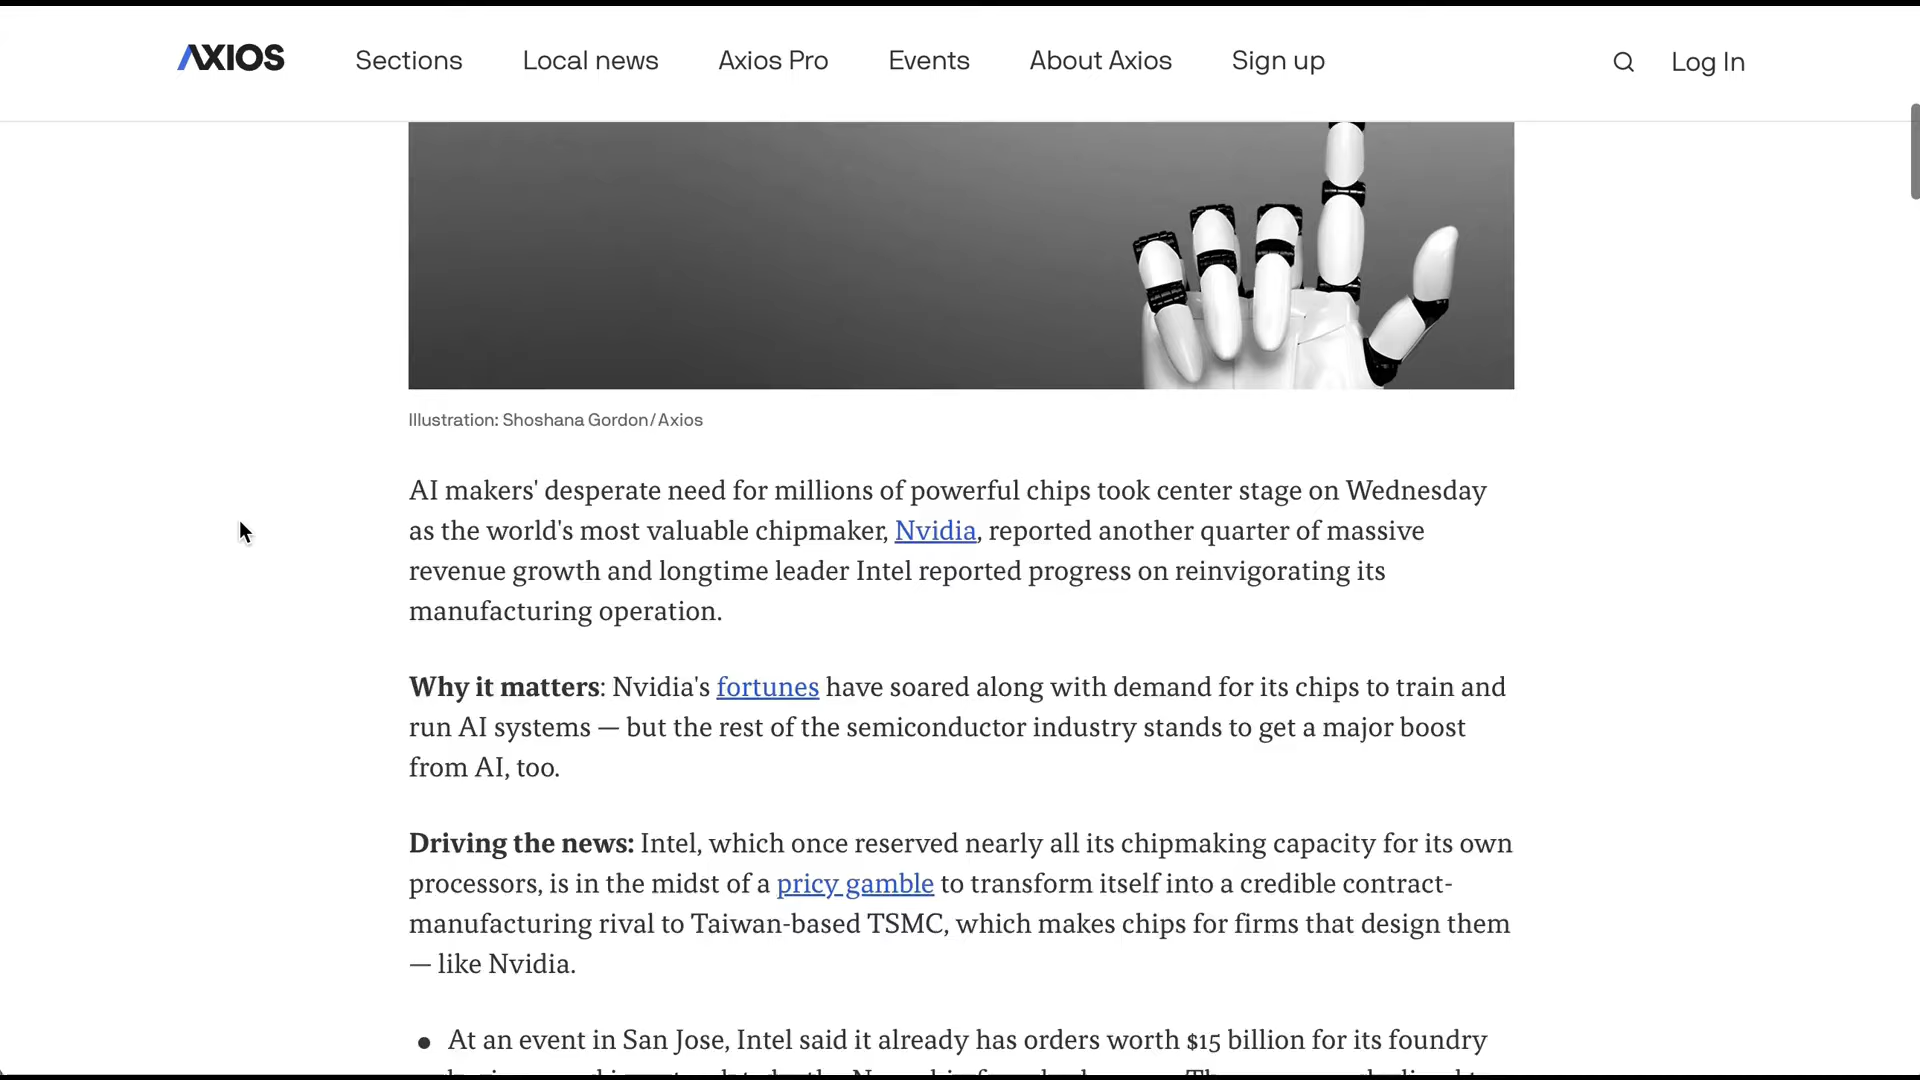 AXIOS Sections Local news Axios Pro Events About Axios Sign up Log In
Illustration: Shoshana Gordon/Axios
AI makers' desperate need for millions of powerful chips took center stage on Wednesday
as the world's most valuable chipmaker, Nvidia, reported another quarter of massive
revenue growth and longtime leader Intel reported progress on reinvigorating its
manufacturing operation.
Why it matters: Nvidia's fortunes have soared along with demand for its chips to train and
run AI systems — but the rest of the semiconductor industry stands to get a major boost
from AI, too.
Driving the news: Intel, which once reserved nearly all its chipmaking capacity for its own
processors, is in the midst of a pricy gamble to transform itself into a credible contract-
manufacturing rival to Taiwan-based TSMC, which makes chips for firms that design them
— like Nvidia.
• At an event in San Jose, Intel said it already has orders worth $15 billion for its foundry